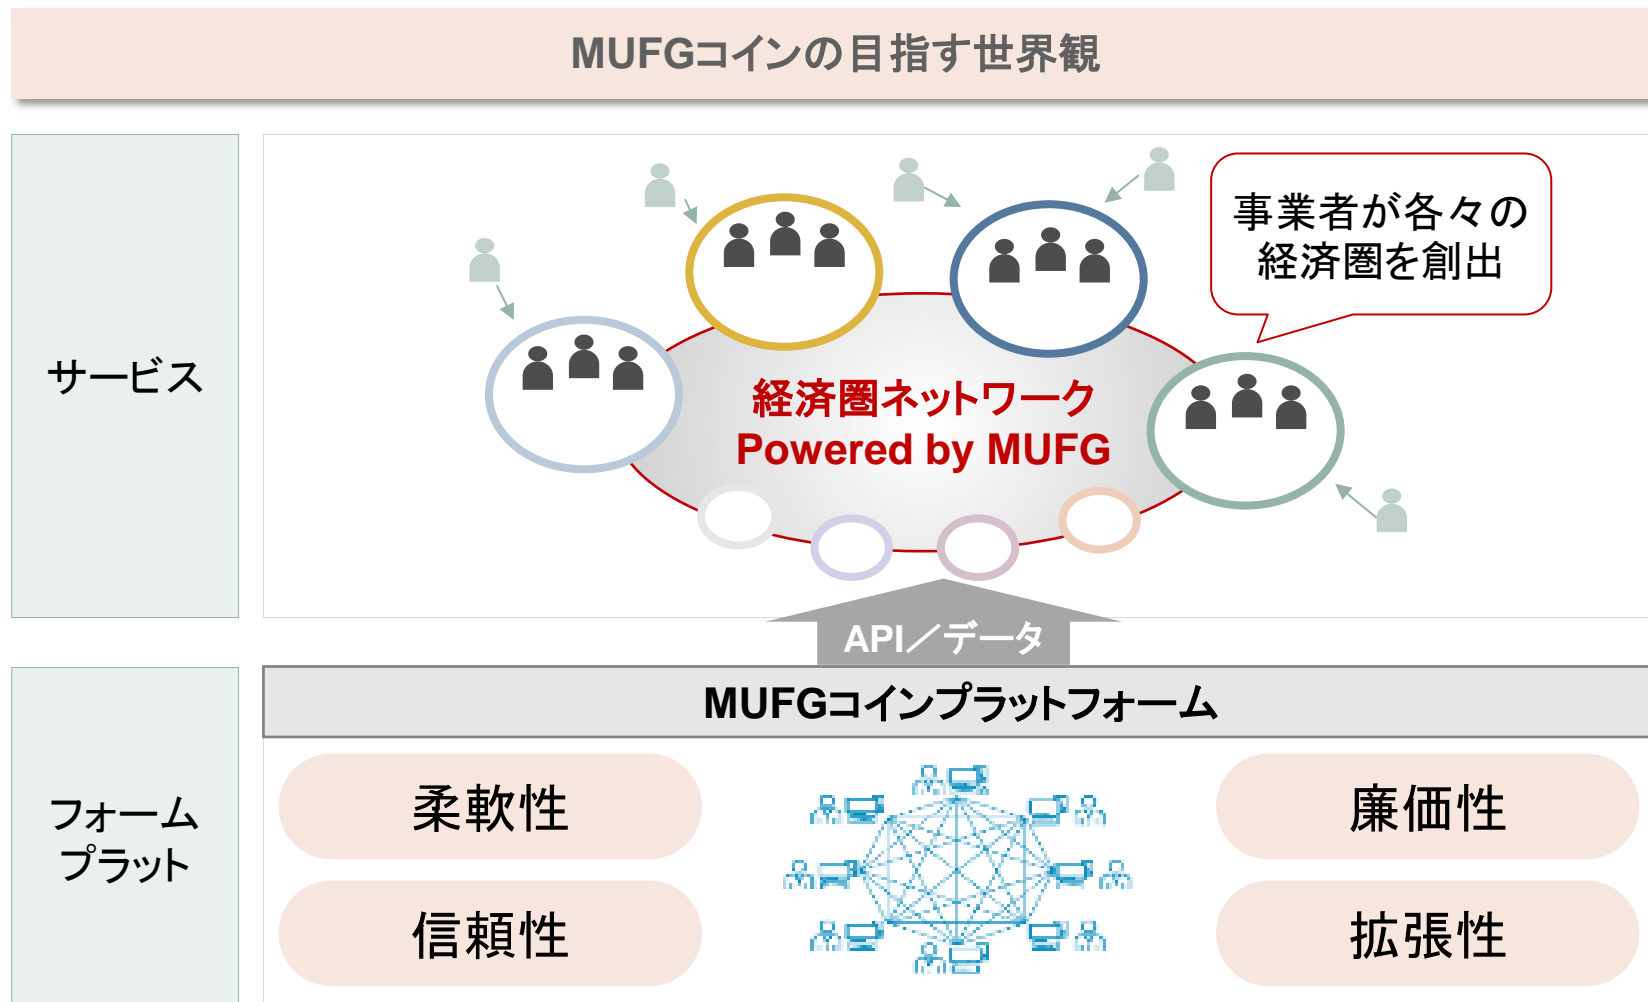 MUFGコインの目指す世界観
サービス
事業者が各々の
経済圏を創出
経済圏ネットワーク
Powered by MUFG
API／データ
MUFGコインプラットフォーム
フォーム
プラット
柔軟性
廉価性
信頼性
拡張性